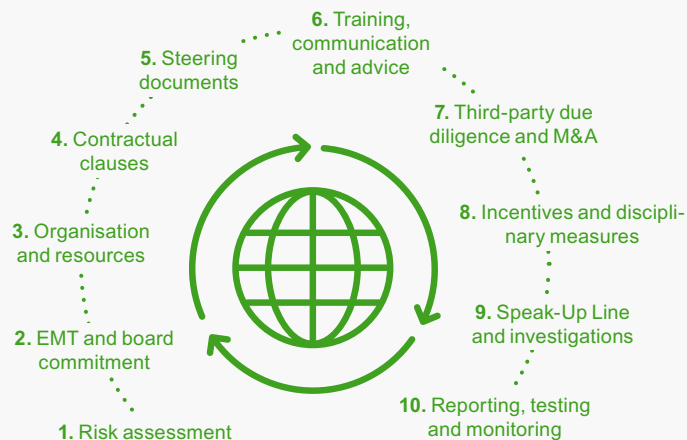 6. Training,
communication
and advice
5. Steering
documents
7. Third-party due
diligence and M&A
4. Contractual
clauses
8. Incentives and discipli-
nary measures
3. Organisation
and resources
9. Speak-Up Line
and investigations
2. EMT and board
commitment
10. Reporting, testing
and monitoring
1. Risk assessment